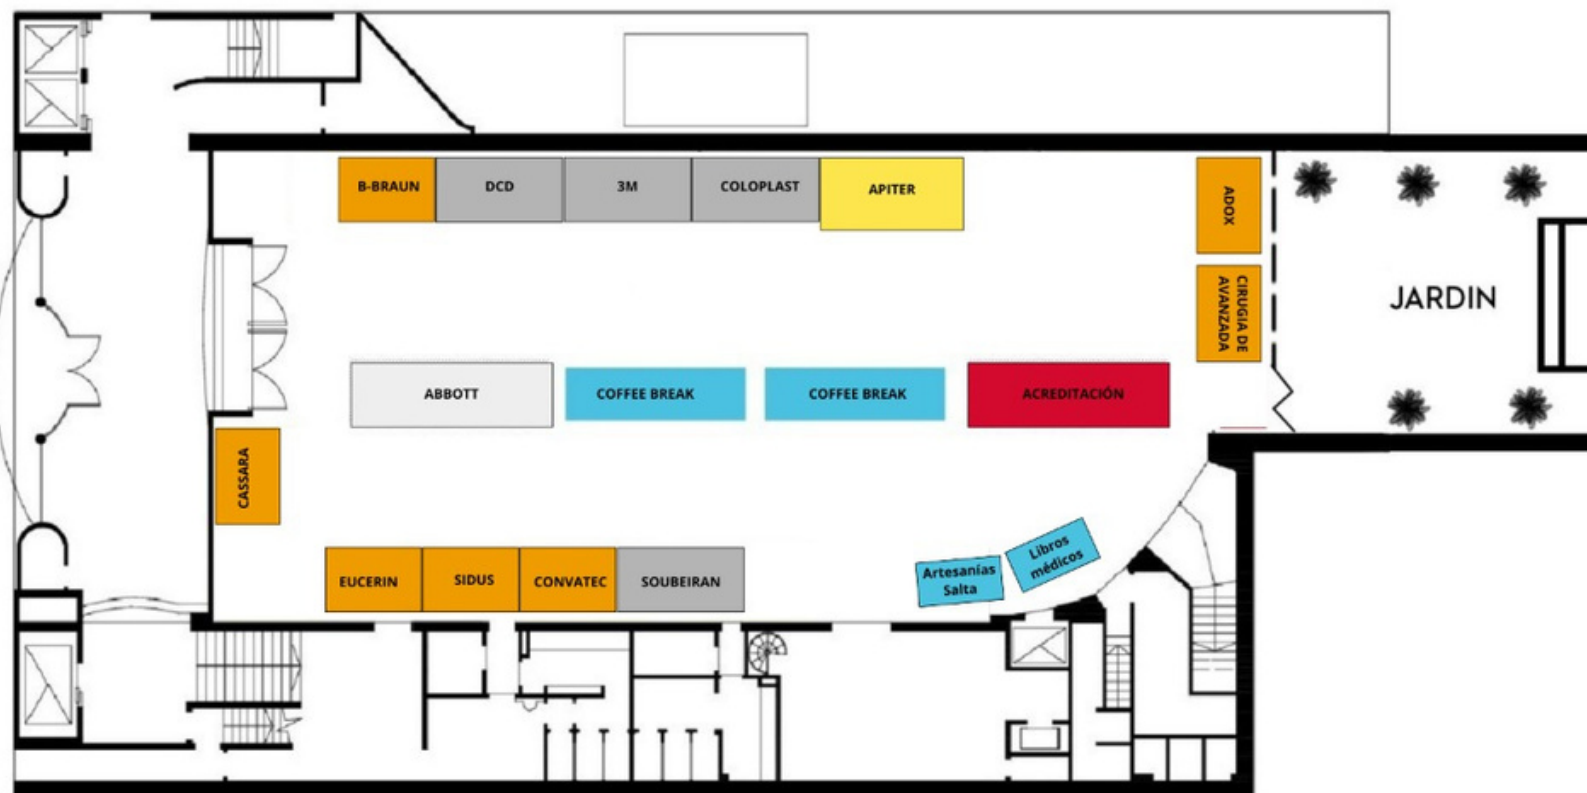 B-BRAUN
DCD
3M
COLOPLAST
APITER
ADOX
CIRUGIA DE
AVANZADA
JARDIN
ABBOTT
COFFEE BREAK
COFFEE BREAK
ACREDITACIÓN
CASSARA
EUCERIN
SIDUS
CONVATEC
SOUBEIRAN
Artesanías
Salta
Libros
médicos